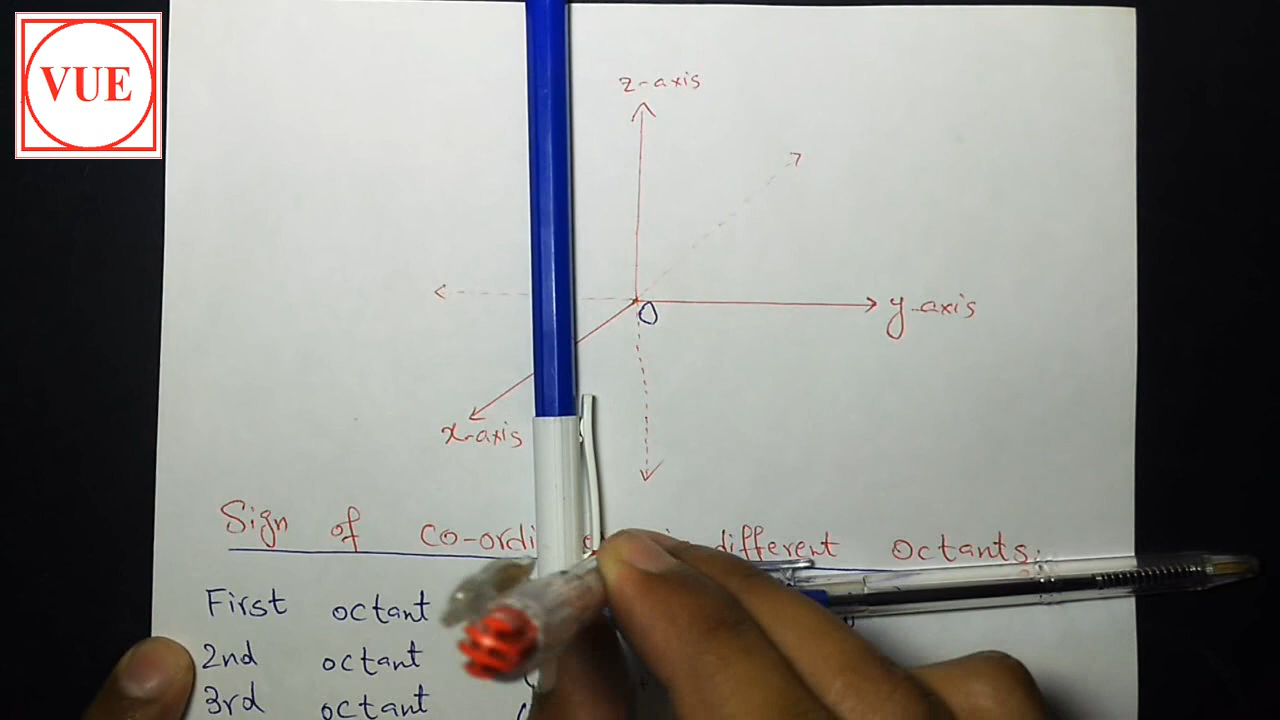 VUE
z-axis
O
y-axis
x-axis
Sign of co-ordi different Octants:
First octant
2nd octant
3rd octant